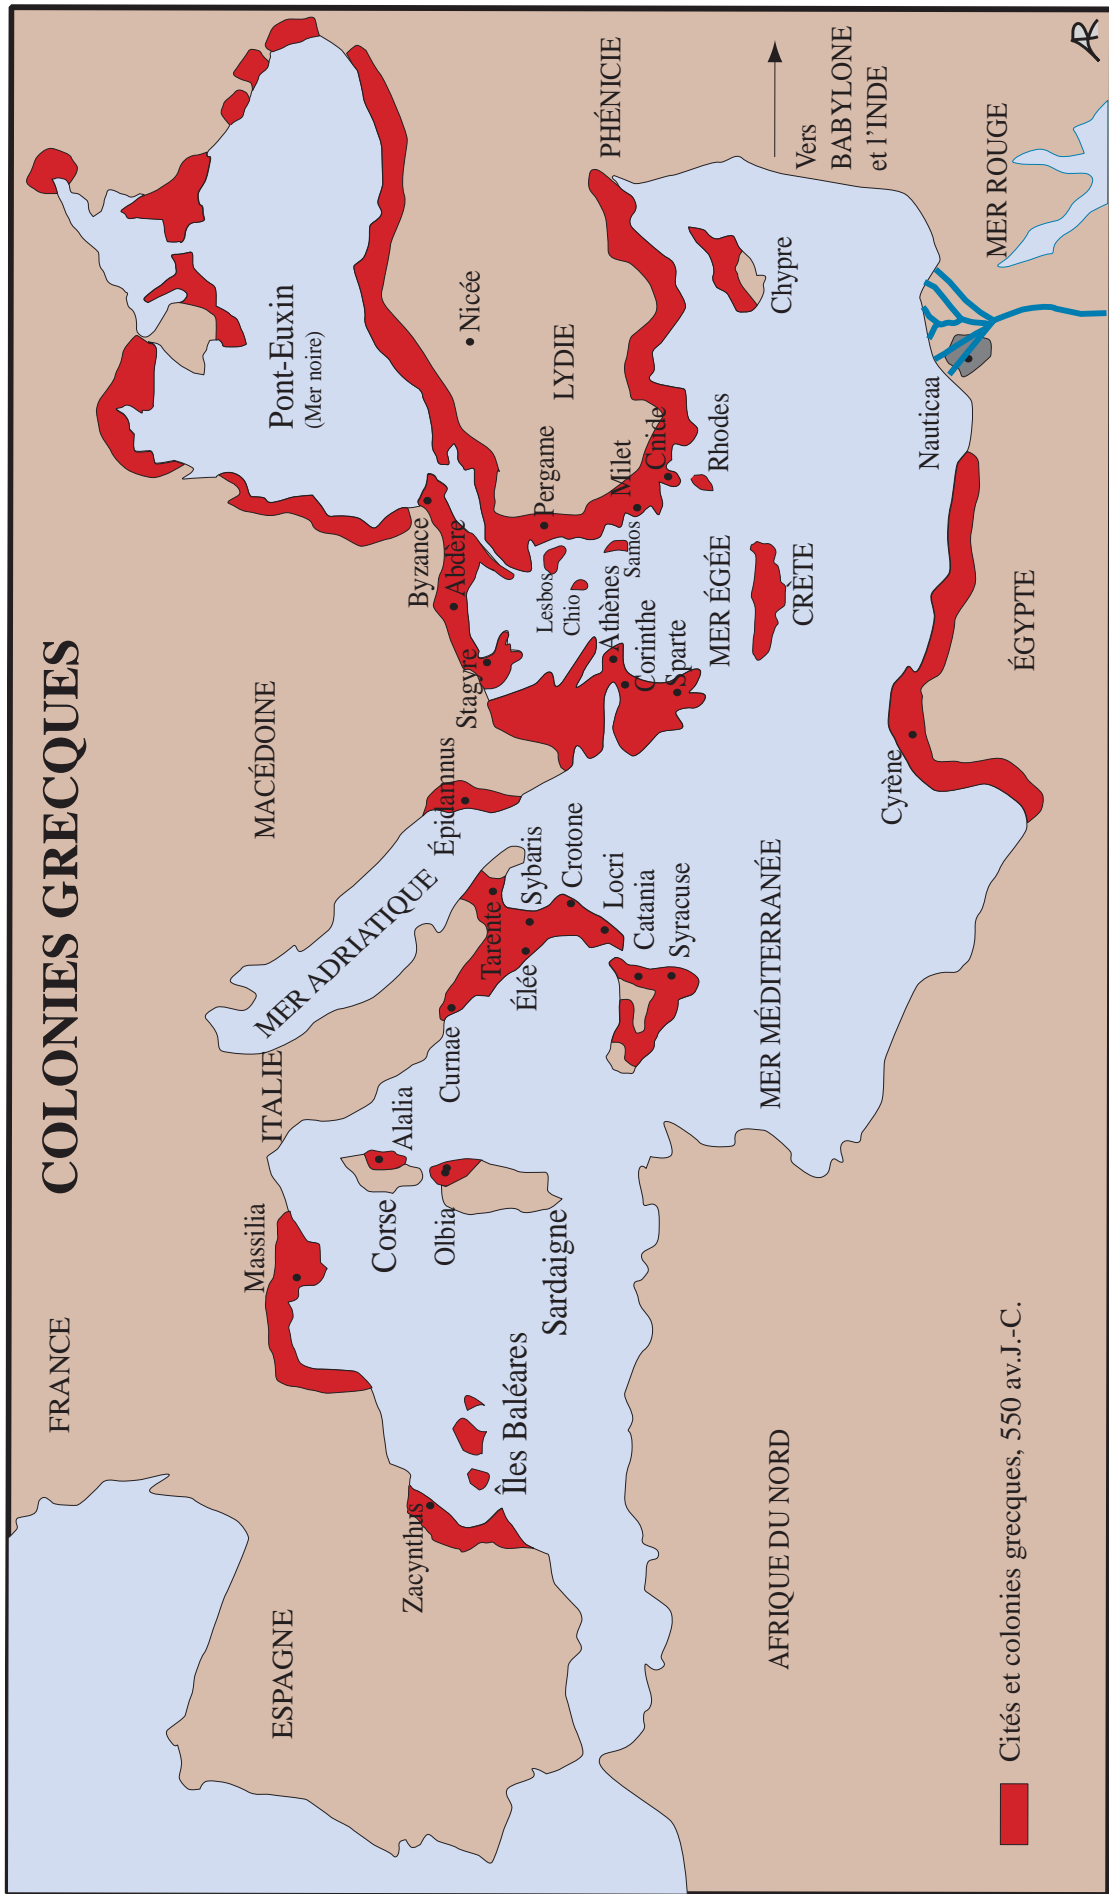 COLONIES GRECQUES
FRANCE
MACÉDOINE
ESPAGNE
ITALIE
Massilia
MER ADRIATIQUE
Pont-Euxin
(Mer noire)
Zacynthus
Îles Baléares
Corse
Alalia
Olbia
Sardaigne
Curnae
Tarente
Élée
Sybaris
Crotone
Locri
Catania
Syracuse
Épidamnus
Stagyre
Abdère
Byzance
Nicée
LYDIE
PHÉNICIE
Pergame
Lesbos
Chio
Samos
Milet
Cnide
Rhodes
Athènes
Corinthe
Sparte
MER ÉGÉE
CRÈTE
Chypre
Vers
BABYLONE
et l'INDE
MER MÉDITERRANÉE
Cyrène
Nauticaa
MER ROUGE
ÉGYPTE
AFRIQUE DU NORD
Cités et colonies grecques, 550 av.J.-C.
AR